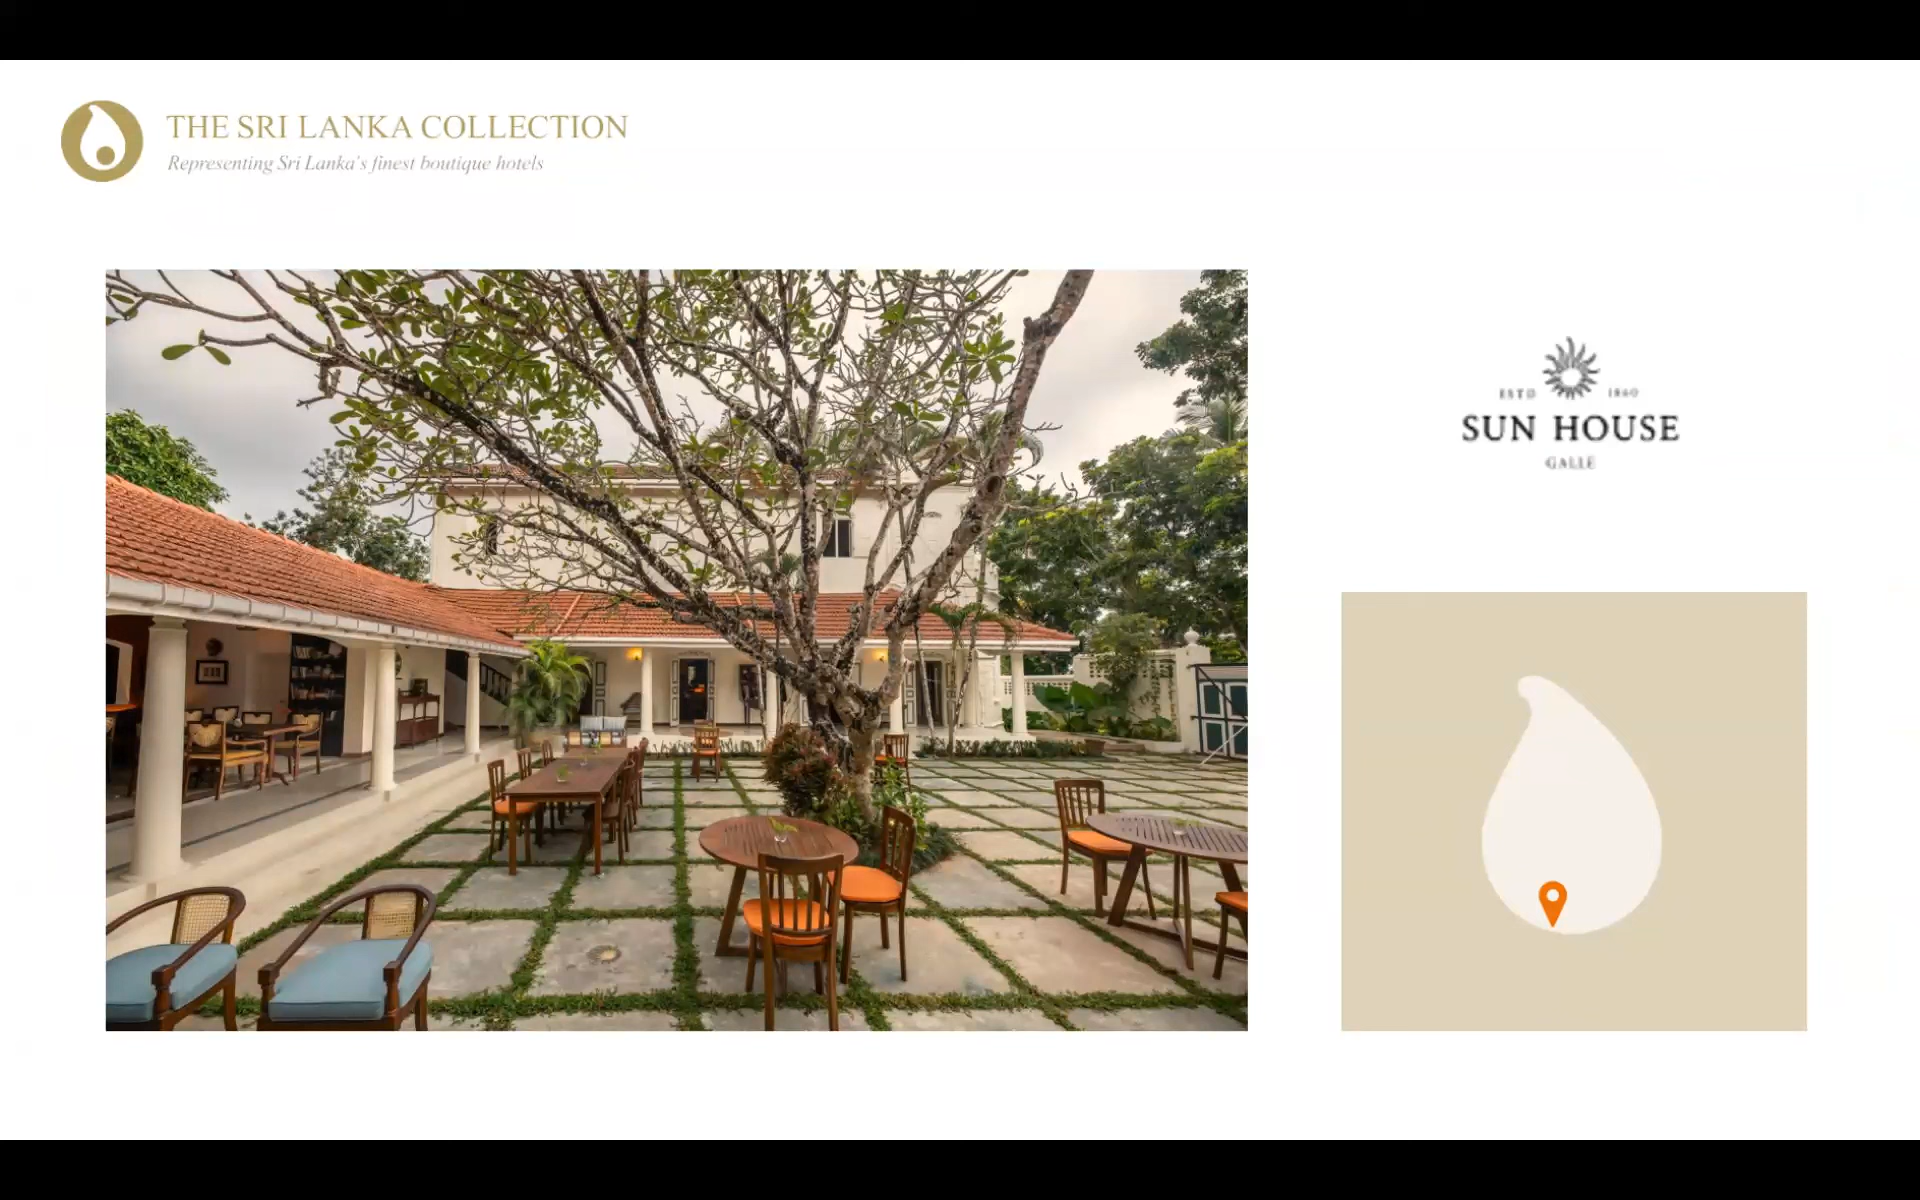 THE SRI LANKA COLLECTION
Representing Sri Lanka's finest boutique hotels
ESTD 1860
SUN HOUSE
GALLE